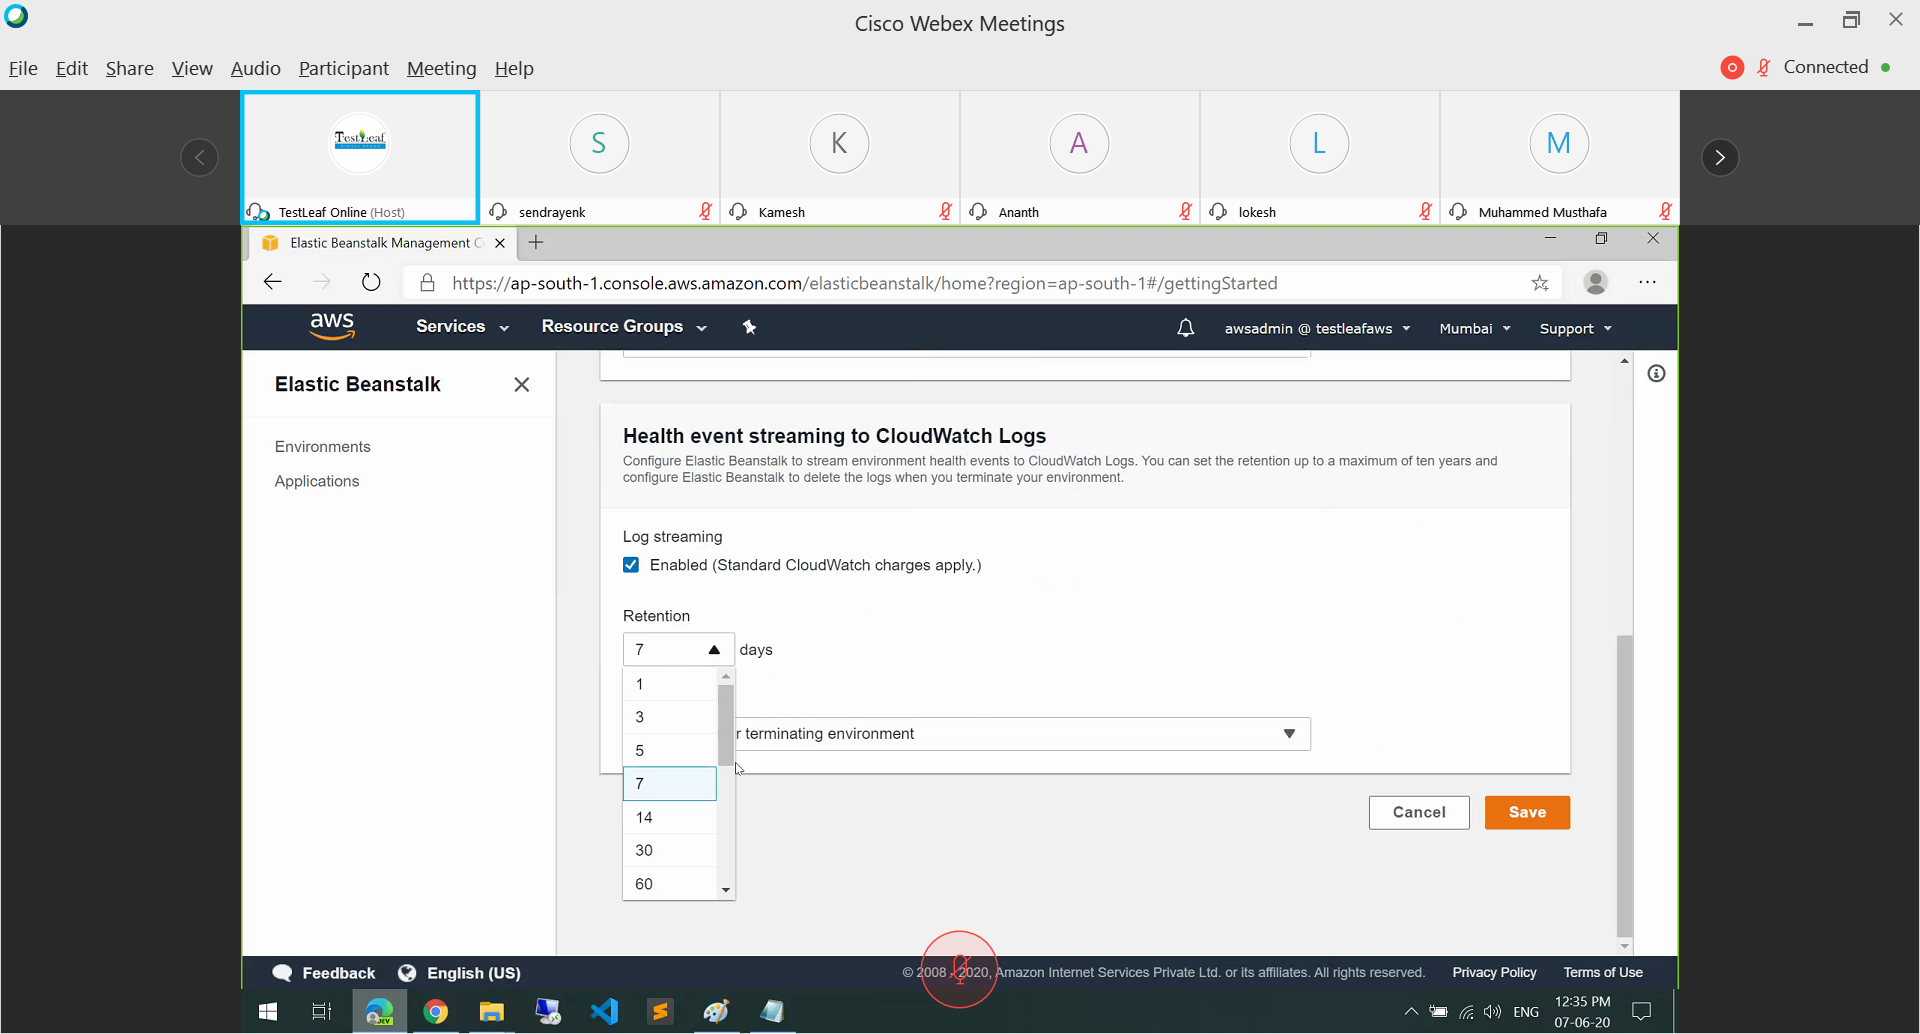 Cisco Webex Meetings
File Edit Share View Audio Participant Meeting Help
Connected
TestLeaf
S
K
A
L
M
TestLeaf Online (Host)
sendrayenk
Kamesh
Ananth
lokesh
Muhammed Musthafa
Elastic Beanstalk Management C
https://ap-south-1.console.aws.amazon.com/elasticbeanstalk/home?region=ap-south-1#/gettingStarted
aws
Services
Resource Groups
awsadmin @ testleafaws
Mumbai
Support
Elastic Beanstalk
Environments
Applications
Health event streaming to CloudWatch Logs
Configure Elastic Beanstalk to stream environment health events to CloudWatch Logs. You can set the retention up to a maximum of ten years and
configure Elastic Beanstalk to delete the logs when you terminate your environment.
Log streaming
Enabled (Standard CloudWatch charges apply.)
Retention
7 days
1
3
5
7
14
30
60
r terminating environment
Cancel
Save
Feedback
English (US)
© 2008 - 2020, Amazon Internet Services Private Ltd. or its affiliates. All rights reserved.
Privacy Policy
Terms of Use
DEV
ENG
12:35 PM
07-06-20